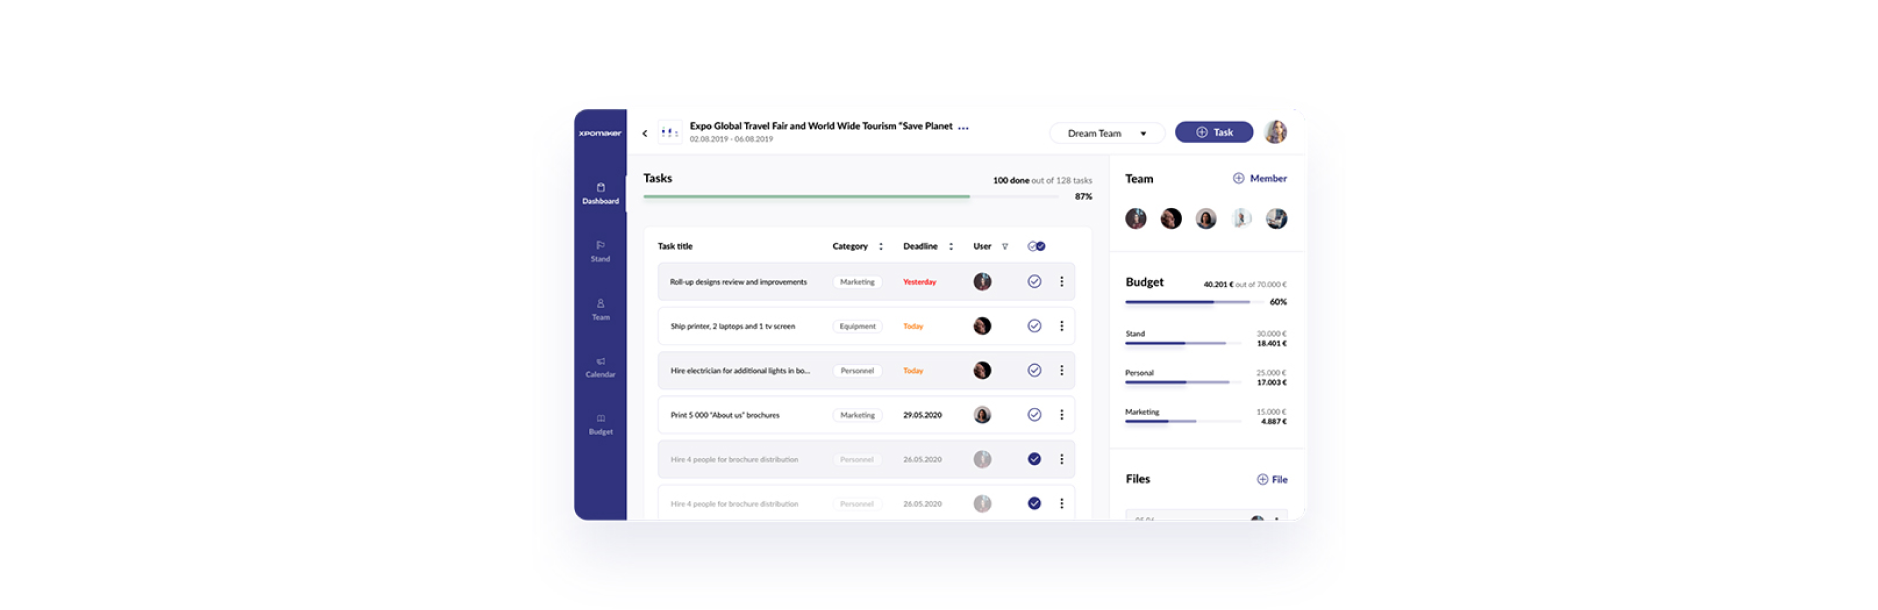 xpomaker
Dashboard
Stand
Team
Calendar
Budget
Expo Global Travel Fair and World Wide Tourism “Save Planet ...
02.08.2019 - 06.08.2019
Dream Team
Task
Tasks
100 done out of 128 tasks
87%
Task title Category Deadline User
Roll-up designs review and improvements Marketing Yesterday
Ship printer, 2 laptops and 1 tv screen Equipment Today
Hire electrician for additional lights in bo... Personnel Today
Print 5 000 “About us” brochures Marketing 29.05.2020
Hire 4 people for brochure distribution Personnel 26.05.2020
Hire 4 people for brochure distribution Personnel 26.05.2020
Team Member
Budget 40.201 € out of 70.000 €
60%
Stand 30.000 €
18.401 €
Personal 25.000 €
17.003 €
Marketing 15.000 €
4.887 €
Files File